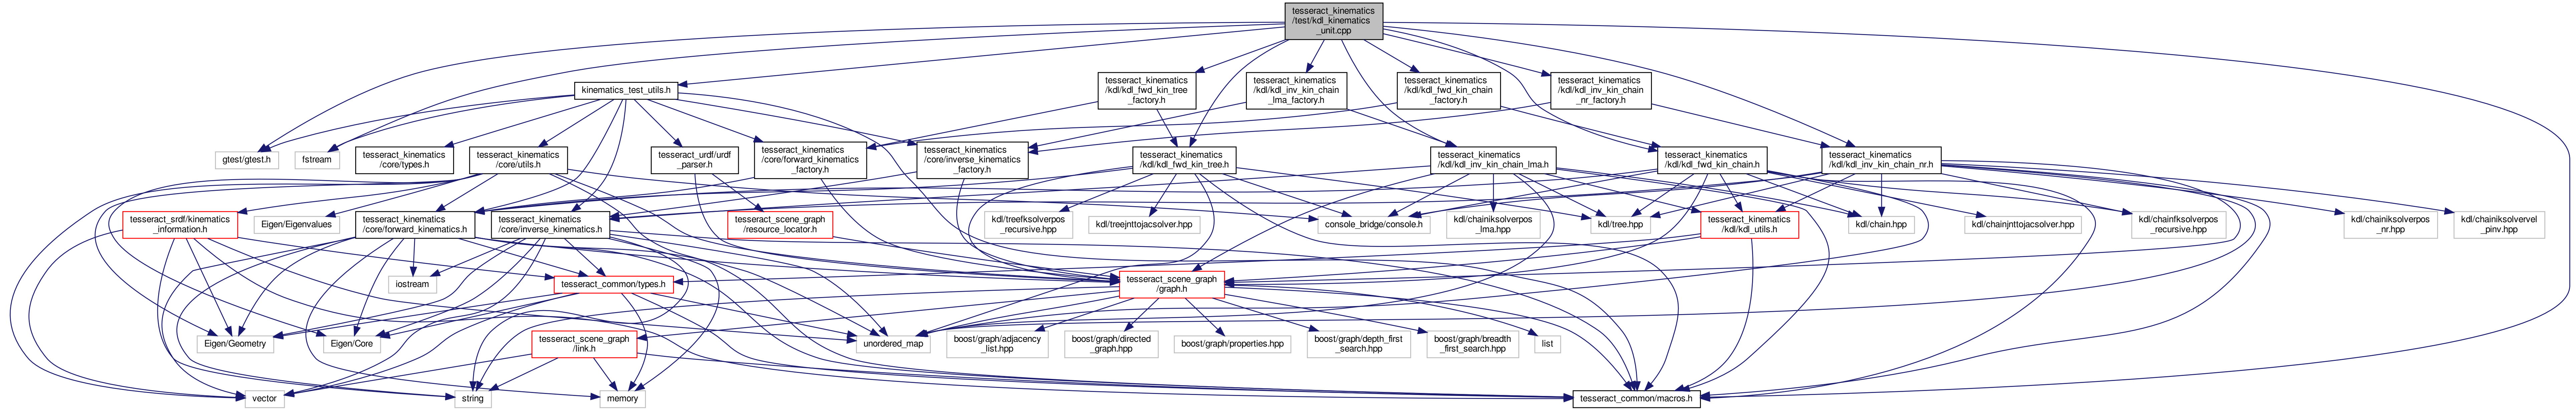 tesseract_kinematics
/test/kdl_kinematics
_unit.cpp
kinematics_test_utils.h
tesseract_kinematics
/kdl/kdl_fwd_kin_tree
_factory.h
tesseract_kinematics
/kdl/kdl_inv_kin_chain
_lma_factory.h
tesseract_kinematics
/kdl/kdl_fwd_kin_chain
_factory.h
tesseract_kinematics
/kdl/kdl_inv_kin_chain
_nr_factory.h
gtest/gtest.h
fstream
tesseract_kinematics
/core/types.h
tesseract_kinematics
/core/utils.h
tesseract_urdf/urdf
_parser.h
tesseract_kinematics
/core/forward_kinematics
_factory.h
tesseract_kinematics
/core/inverse_kinematics
_factory.h
tesseract_kinematics
/kdl/kdl_fwd_kin_tree.h
tesseract_kinematics
/kdl/kdl_inv_kin_chain_lma.h
tesseract_kinematics
/kdl/kdl_fwd_kin_chain.h
tesseract_kinematics
/kdl/kdl_inv_kin_chain_nr.h
tesseract_srdf/kinematics
_information.h
Eigen/Eigenvalues
tesseract_kinematics
/core/forward_kinematics.h
tesseract_kinematics
/core/inverse_kinematics.h
console_bridge/console.h
tesseract_scene_graph
/resource_locator.h
kdl/treefksolverpos
_recursive.hpp
kdl/treejnttojacsolver.hpp
kdl/chainiksolverpos
_lma.hpp
kdl/tree.hpp
tesseract_kinematics
/kdl/kdl_utils.h
kdl/chain.hpp
kdl/chainjnttojacsolver.hpp
kdl/chainfksolverpos
_recursive.hpp
kdl/chainiksolverpos
_nr.hpp
kdl/chainiksolvervel
_pinv.hpp
iostream
tesseract_common/types.h
tesseract_scene_graph
/graph.h
Eigen/Geometry
Eigen/Core
tesseract_scene_graph
/link.h
unordered_map
boost/graph/adjacency
_list.hpp
boost/graph/directed
_graph.hpp
boost/graph/properties.hpp
boost/graph/depth_first
_search.hpp
boost/graph/breadth
_first_search.hpp
list
vector
string
memory
tesseract_common/macros.h